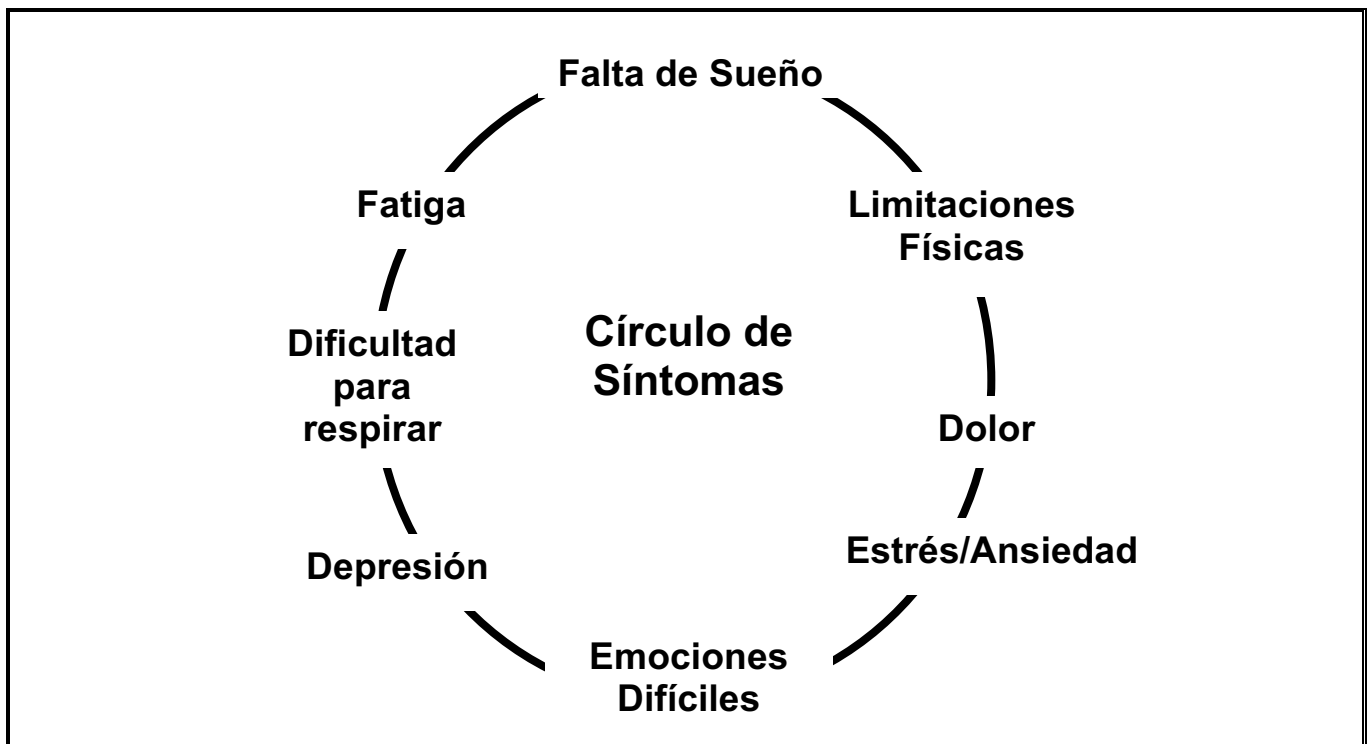 Falta de Sueño
Fatiga
Limitaciones
Físicas
Círculo de
Síntomas
Dificultad
para
respirar
Dolor
Estrés/Ansiedad
Depresión
Emociones
Difíciles